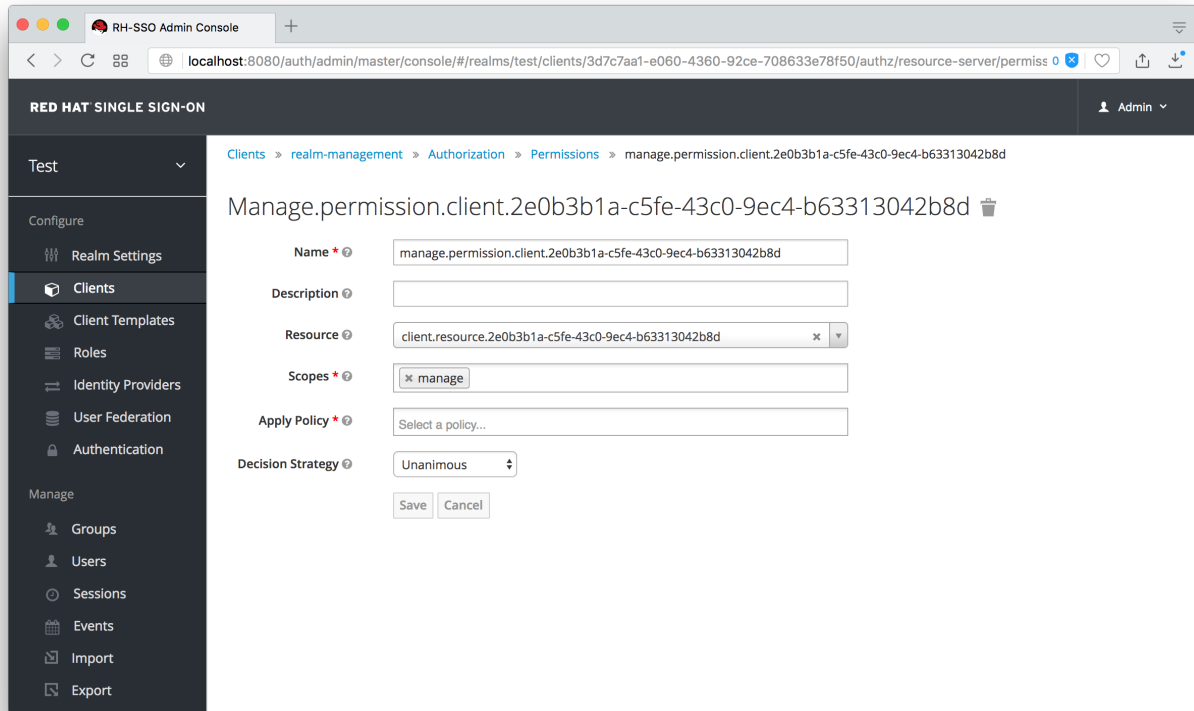 RH-SSO Admin Console
localhost:8080/auth/admin/master/console/#/realms/test/clients/3d7c7aa1-e060-4360-92ce-708633e78f50/authz/resource-server/permiss 0
RED HAT SINGLE SIGN-ON
Admin
Test
Configure
Realm Settings
Clients
Client Templates
Roles
Identity Providers
User Federation
Authentication
Manage
Groups
Users
Sessions
Events
Import
Export
Clients » realm-management » Authorization » Permissions » manage.permission.client.2e0b3b1a-c5fe-43c0-9ec4-b63313042b8d
Manage.permission.client.2e0b3b1a-c5fe-43c0-9ec4-b63313042b8d
Name * manage.permission.client.2e0b3b1a-c5fe-43c0-9ec4-b63313042b8d
Description
Resource client.resource.2e0b3b1a-c5fe-43c0-9ec4-b63313042b8d
Scopes * manage
Apply Policy * Select a policy...
Decision Strategy Unanimous
Save Cancel